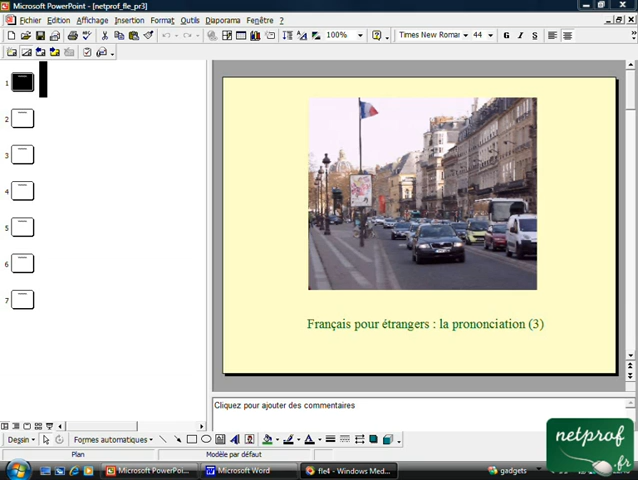 Microsoft PowerPoint - [netprof_fle_pr3]
Fichier Edition Affichage Insertion Format Outils Diaporama Fenêtre ?
100% Times New Roman 44 G I S
1
2
3
4
5
6
7
Français pour étrangers : la prononciation (3)
Cliquez pour ajouter des commentaires
Dessin Formes automatiques
Plan Modèle par défaut
Microsoft PowerPoi... Microsoft Word fle4 - Windows Med... gadgets
netprof
.fr